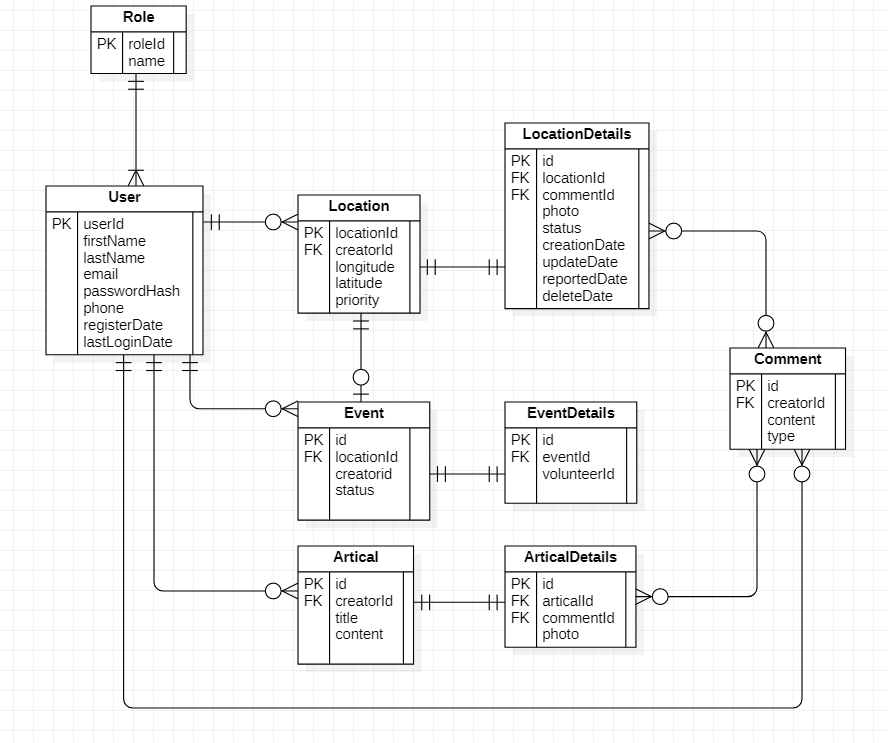 Role
PK roleId
name
User
PK userId
firstName
lastName
email
passwordHash
phone
registerDate
lastLoginDate
Location
PK locationId
FK creatorId
longitude
latitude
priority
LocationDetails
PK id
FK locationId
FK commentId
photo
status
creationDate
updateDate
reportedDate
deleteDate
Comment
PK id
FK creatorId
content
type
Event
PK id
FK locationId
creatorid
status
EventDetails
PK id
FK eventId
volunteerId
Artical
PK id
FK creatorId
title
content
ArticalDetails
PK id
FK articalId
FK commentId
photo